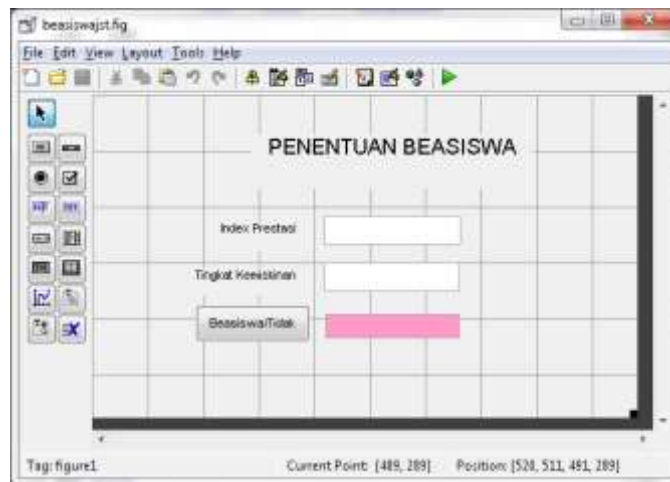 beasiswajst.fig
File Edit View Layout Tools Help
PENENTUAN BEASISWA
Index Prestasi
Tingkat Kemiskinan
Beasiswa/Tidak
Tag: figure1
Current Point: [489, 289]
Position: [520, 511, 491, 289]